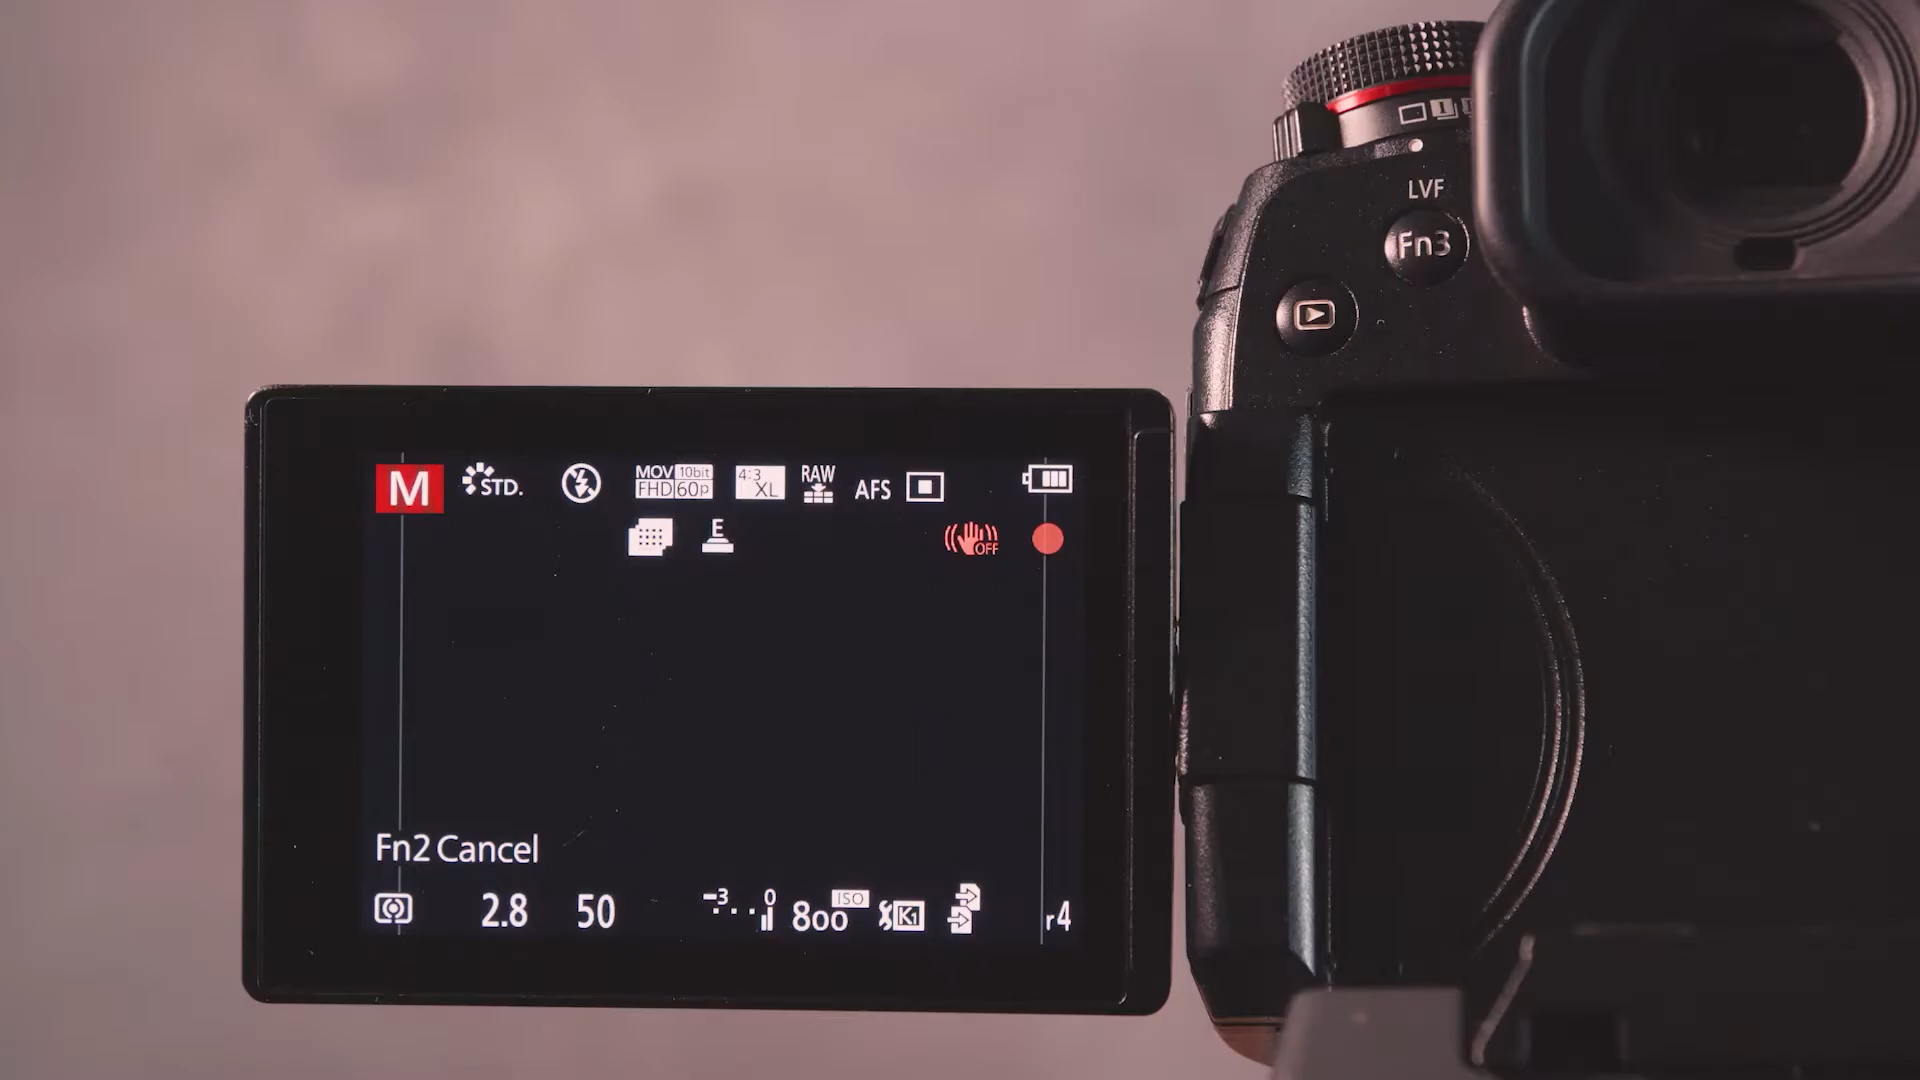 LVF
Fn3
M STD. MOV 10bit FHD 60p 4:3 XL RAW AFS
E OFF
Fn2 Cancel
2.8 50 −3 0 800 ISO K1 r4